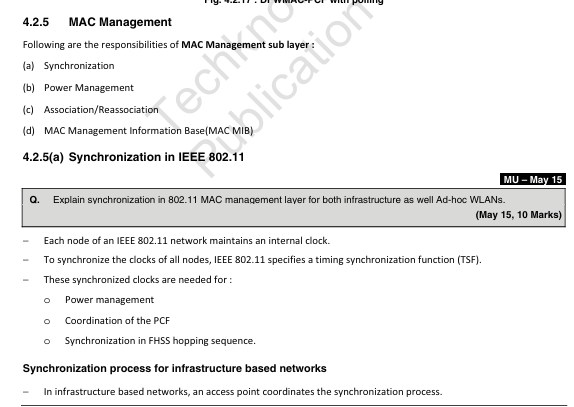 Fig. 4.2.17 : DFWMAC-PCF with polling
4.2.5 MAC Management
Following are the responsibilities of MAC Management sub layer :
(a) Synchronization
(b) Power Management
(c) Association/Reassociation
(d) MAC Management Information Base(MAC MIB)
4.2.5(a) Synchronization in IEEE 802.11
MU – May 15
Q. Explain synchronization in 802.11 MAC management layer for both infrastructure as well Ad-hoc WLANs.
(May 15, 10 Marks)
– Each node of an IEEE 802.11 network maintains an internal clock.
– To synchronize the clocks of all nodes, IEEE 802.11 specifies a timing synchronization function (TSF).
– These synchronized clocks are needed for :
o Power management
o Coordination of the PCF
o Synchronization in FHSS hopping sequence.
Synchronization process for infrastructure based networks
– In infrastructure based networks, an access point coordinates the synchronization process.
Techkno
Publication